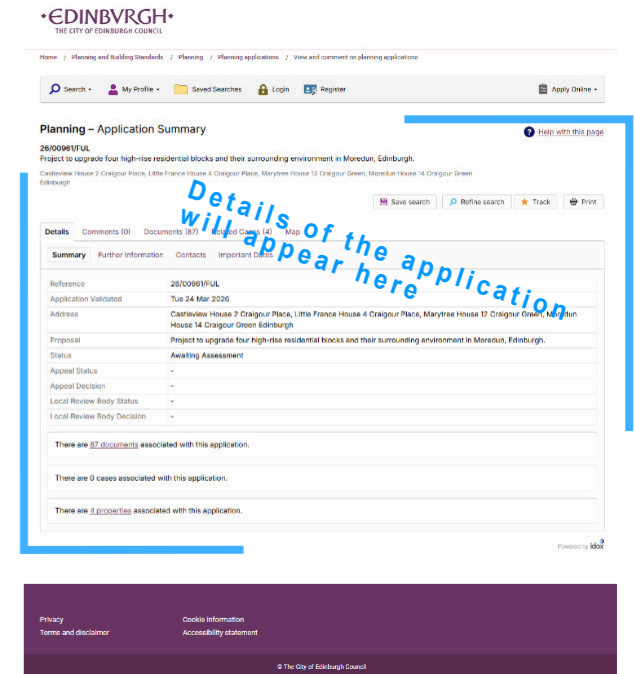 •EDINBVRGH•
THE CITY OF EDINBURGH COUNCIL
Home / Planning and Building Standards / Planning / Planning applications / View and comment on planning applications
Search My Profile Saved Searches Login Register Apply Online
Planning – Application Summary
Help with this page
26/00961/FUL
Project to upgrade four high-rise residential blocks and their surrounding environment in Moredun, Edinburgh.
Castleview House 2 Craigour Place, Little France House 4 Craigour Place, Marytree House 12 Craigour Green, Moredun House 14 Craigour Green
Edinburgh
Save search Refine search Track Print
Details of the application
will appear here
Details Comments (0) Documents (87) Related Cases (4) Map
Summary Further Information Contacts Important Dates
Reference 26/00961/FUL
Application Validated Tue 24 Mar 2026
Address Castleview House 2 Craigour Place, Little France House 4 Craigour Place, Marytree House 12 Craigour Green, Moredun
House 14 Craigour Green Edinburgh
Proposal Project to upgrade four high-rise residential blocks and their surrounding environment in Moredun, Edinburgh.
Status Awaiting Assessment
Appeal Status -
Appeal Decision -
Local Review Body Status -
Local Review Body Decision -
There are 87 documents associated with this application.
There are 0 cases associated with this application.
There are 4 properties associated with this application.
Powered by idox
Privacy Cookie Information
Terms and disclaimer Accessibility statement
© The City of Edinburgh Council